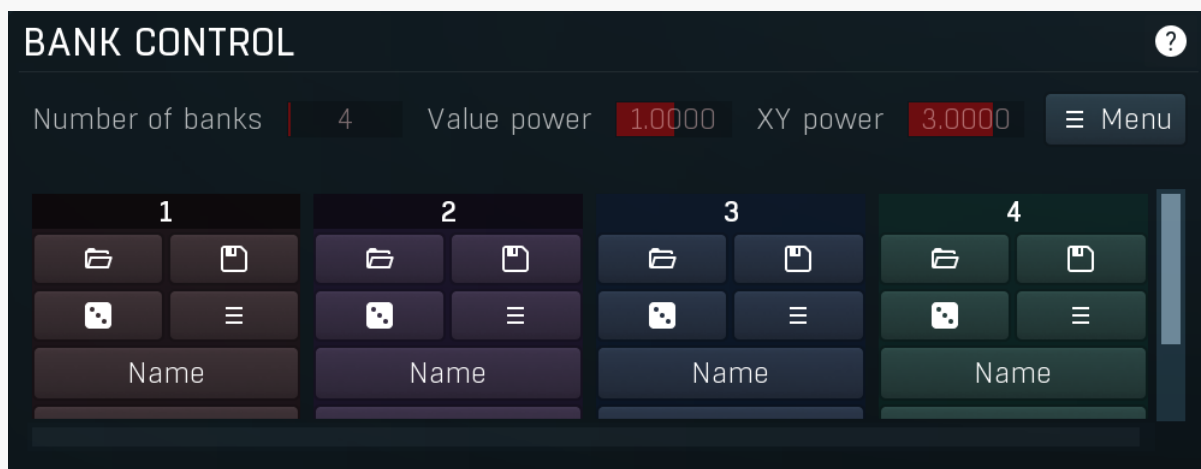 BANK CONTROL ?
Number of banks 4 Value power 1.0000 XY power 3.0000 Menu
1 2 3 4
Name Name Name Name